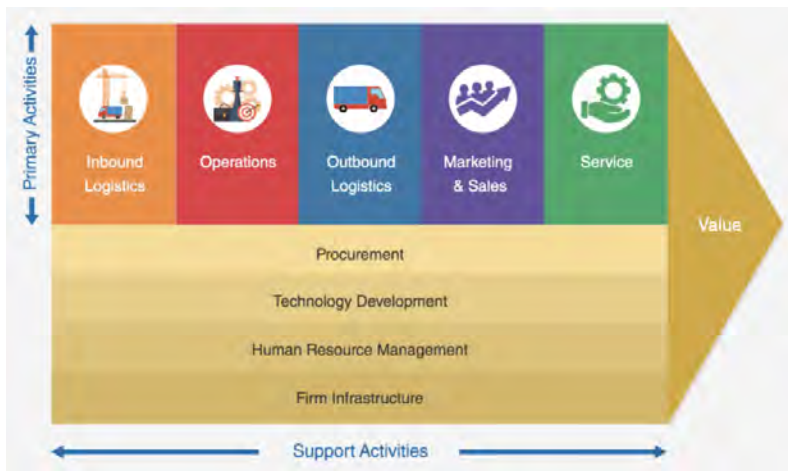 Primary Activities
Inbound
Logistics
Operations
Outbound
Logistics
Marketing
& Sales
Service
Value
Procurement
Technology Development
Human Resource Management
Firm Infrastructure
Support Activities